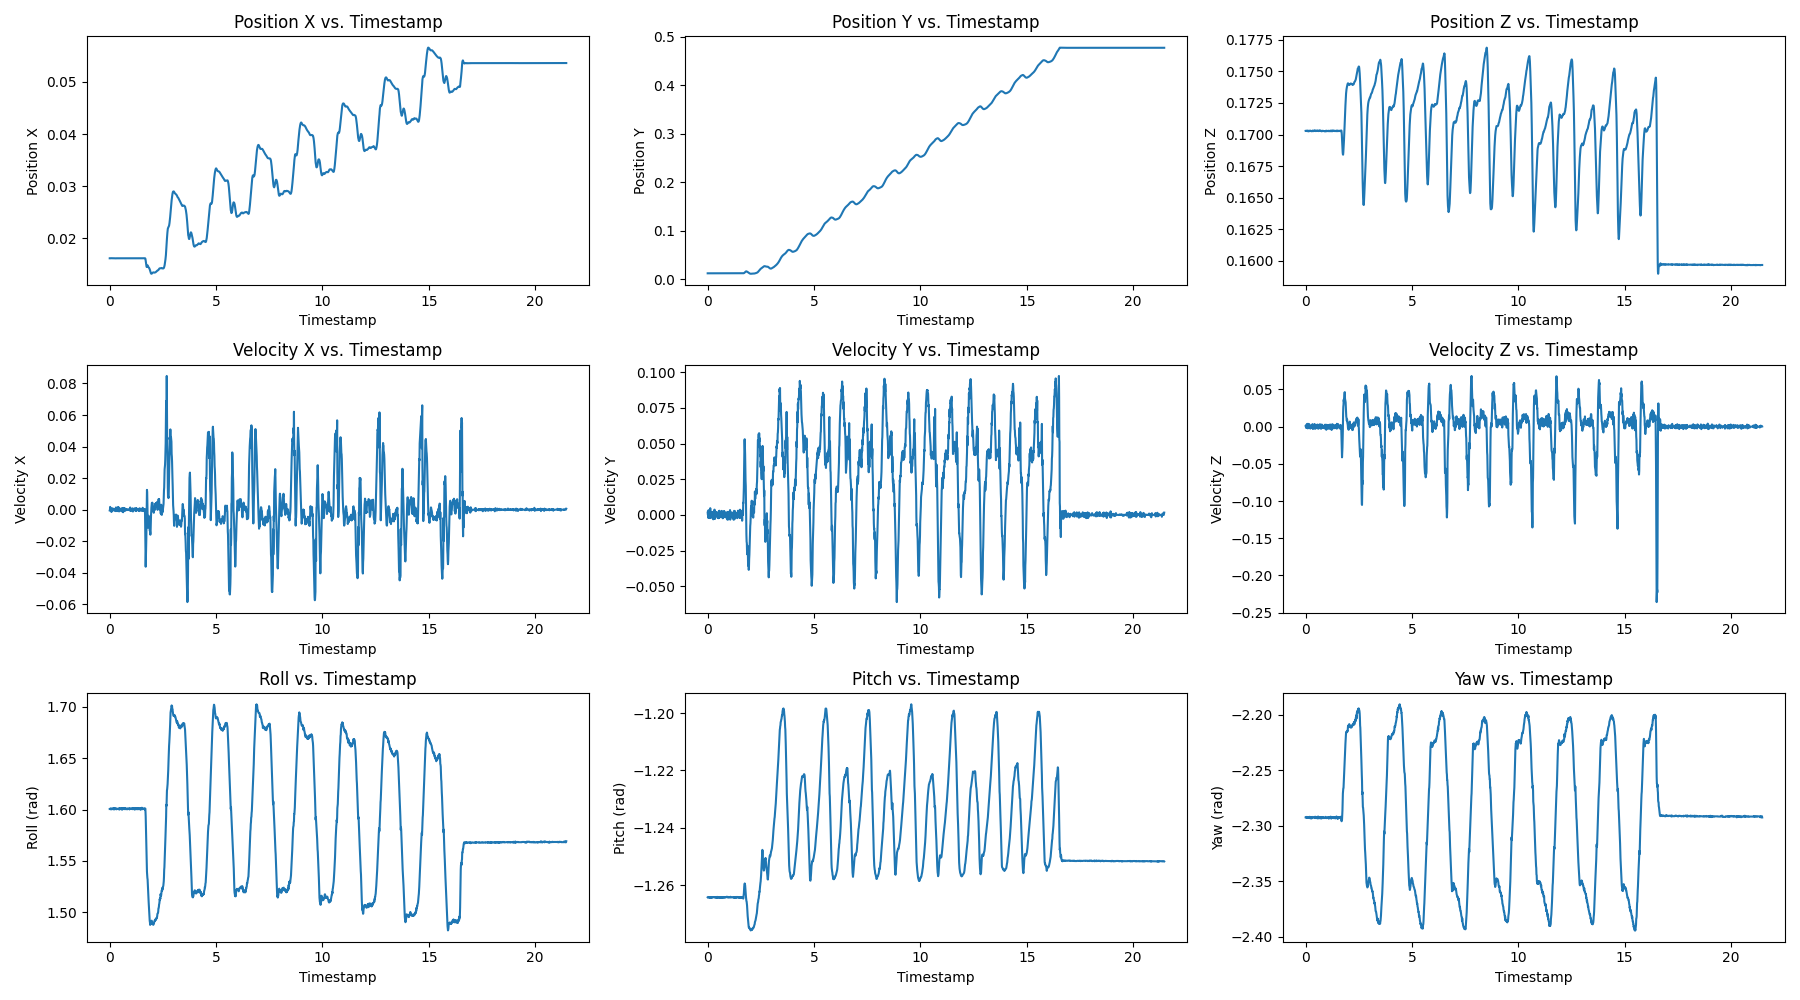 Position X vs. Timestamp
Position X
0.05
0.04
0.03
0.02
0 5 10 15 20
Timestamp
Position Y vs. Timestamp
Position Y
0.5
0.4
0.3
0.2
0.1
0.0
0 5 10 15 20
Timestamp
Position Z vs. Timestamp
Position Z
0.1775
0.1750
0.1725
0.1700
0.1675
0.1650
0.1625
0.1600
0 5 10 15 20
Timestamp
Velocity X vs. Timestamp
Velocity X
0.08
0.06
0.04
0.02
0.00
−0.02
−0.04
−0.06
0 5 10 15 20
Timestamp
Velocity Y vs. Timestamp
Velocity Y
0.100
0.075
0.050
0.025
0.000
−0.025
−0.050
0 5 10 15 20
Timestamp
Velocity Z vs. Timestamp
Velocity Z
0.05
0.00
−0.05
−0.10
−0.15
−0.20
−0.25
0 5 10 15 20
Timestamp
Roll vs. Timestamp
Roll (rad)
1.70
1.65
1.60
1.55
1.50
0 5 10 15 20
Timestamp
Pitch vs. Timestamp
Pitch (rad)
−1.20
−1.22
−1.24
−1.26
0 5 10 15 20
Timestamp
Yaw vs. Timestamp
Yaw (rad)
−2.20
−2.25
−2.30
−2.35
−2.40
0 5 10 15 20
Timestamp